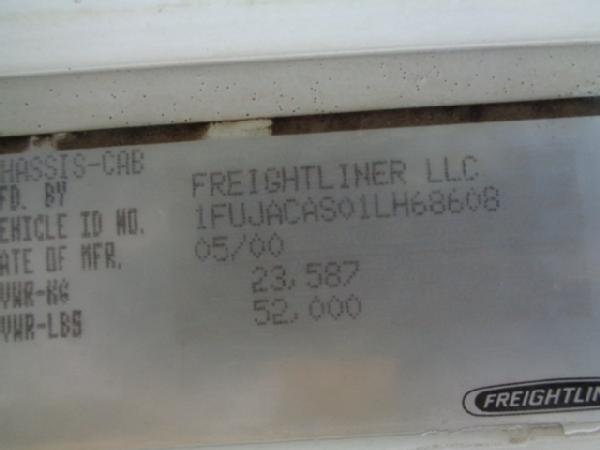 HASSIS-CAB
FD. BY FREIGHTLINER LLC
EHICLE ID NO. 1FUJACAS01LH68608
ATE OF MFR. 05/00
VWR-KG 23,587
VWR-LBS 52,000
FREIGHTLIN